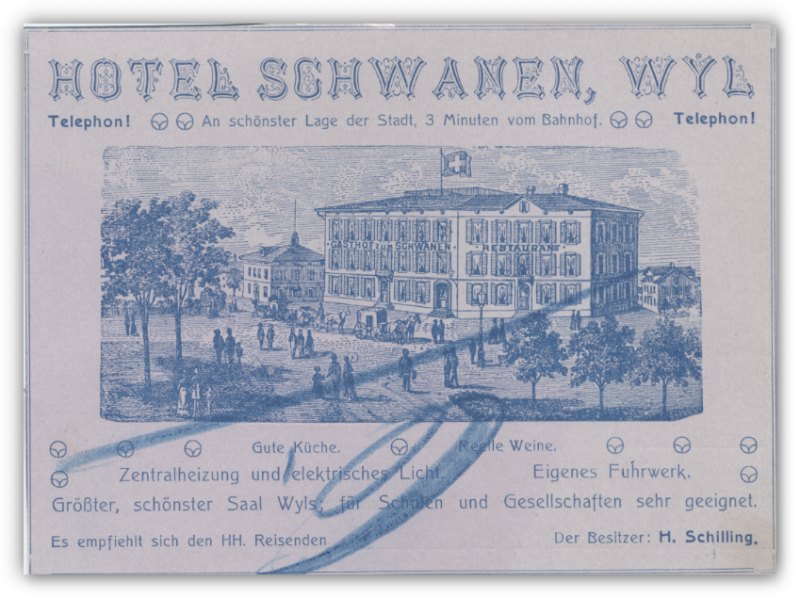 HOTEL SCHWANEN, WYL
Telephon! An schönster Lage der Stadt, 3 Minuten vom Bahnhof. Telephon!
GASTHOF ZUM SCHWANEN · RESTAURANT
Gute Küche. Reelle Weine.
Zentralheizung und elektrisches Licht. Eigenes Fuhrwerk.
Größter, schönster Saal Wyls, für Schulen und Gesellschaften sehr geeignet.
Es empfiehlt sich den HH. Reisenden Der Besitzer: H. Schilling.